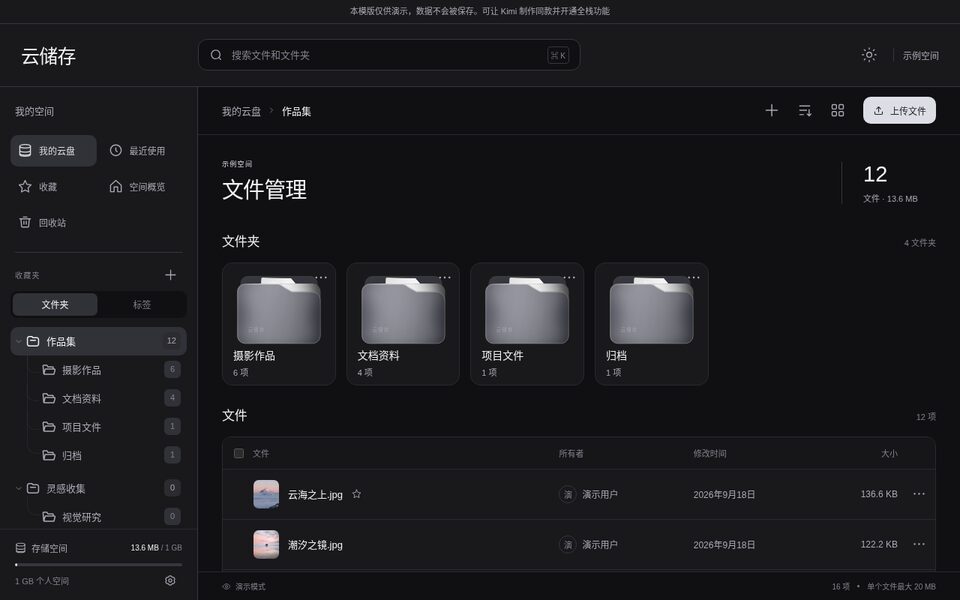 本模版仅供演示，数据不会被保存。可让 Kimi 制作同款并开通全栈功能
云储存
搜索文件和文件夹
⌘ K
示例空间
我的空间
我的云盘
最近使用
收藏
空间概览
回收站
收藏夹
文件夹
标签
作品集
12
摄影作品
6
文档资料
4
项目文件
1
归档
1
灵感收集
0
视觉研究
0
存储空间
13.6 MB / 1 GB
1 GB 个人空间
我的云盘
作品集
上传文件
示例空间
文件管理
12
文件 · 13.6 MB
文件夹
4 文件夹
云储存
摄影作品
6 项
云储存
文档资料
4 项
云储存
项目文件
1 项
云储存
归档
1 项
文件
12 项
文件 所有者 修改时间 大小
云海之上.jpg 演 演示用户 2026年9月18日 136.6 KB
潮汐之镜.jpg 演 演示用户 2026年9月18日 122.2 KB
演示模式
16 项 • 单个文件最大 20 MB